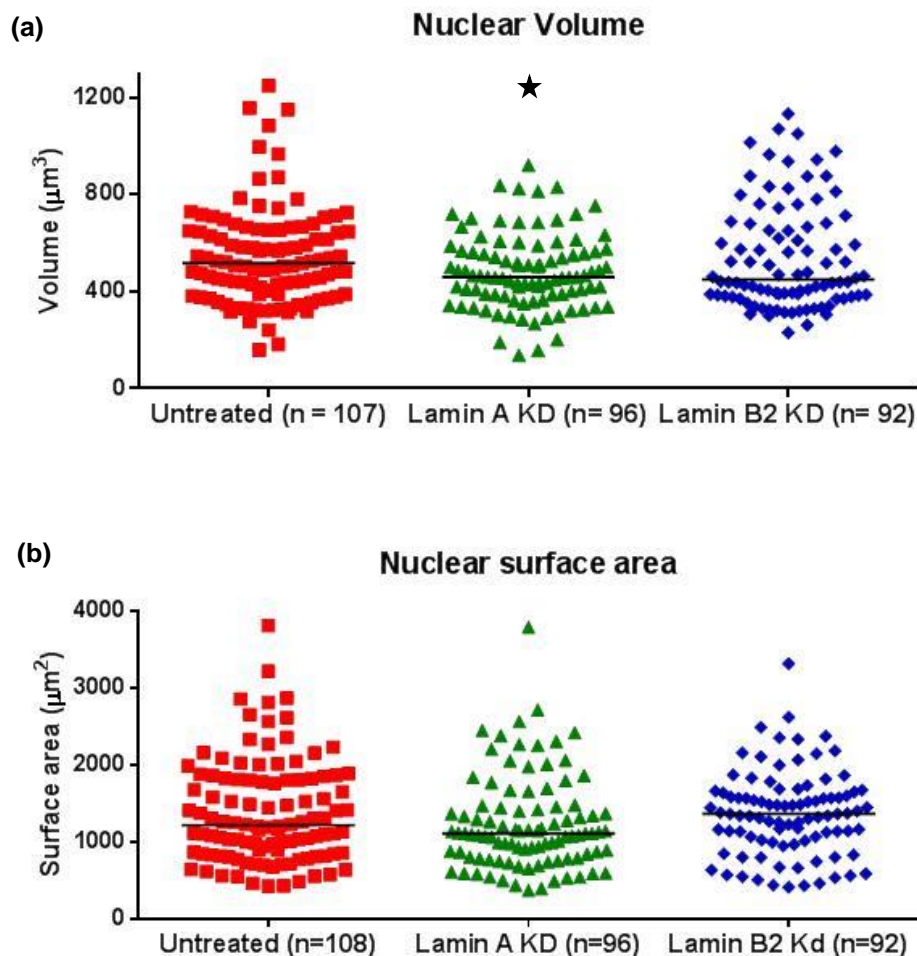 (a)
Nuclear Volume
Volume (μm³)
1200
800
400
0
Untreated (n = 107) Lamin A KD (n= 96) Lamin B2 KD (n= 92)
(b)
Nuclear surface area
Surface area (μm²)
4000
3000
2000
1000
0
Untreated (n=108) Lamin A KD (n=96) Lamin B2 Kd (n=92)